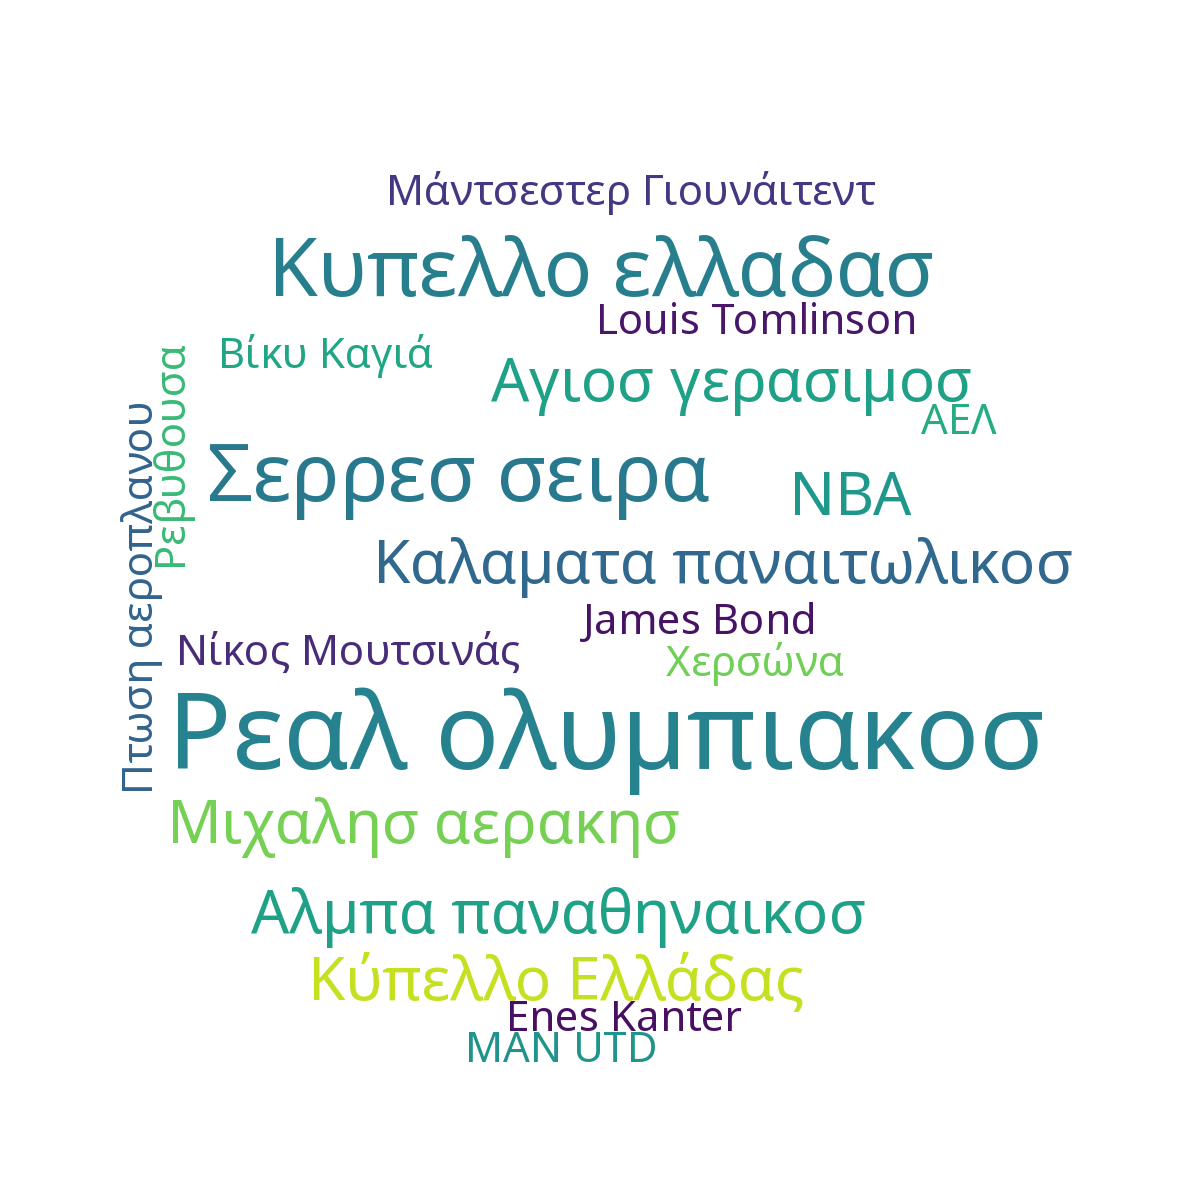 Μάντσεστερ Γιουνάιτεντ
Κυπελλο ελλαδασ
Louis Tomlinson
Βίκυ Καγιά
Αγιοσ γερασιμοσ
ΑΕΛ
Ρεβυθουσα
Πτωση αεροπλανου
Σερρεσ σειρα
NBA
Καλαματα παναιτωλικοσ
James Bond
Νίκος Μουτσινάς
Χερσώνα
Ρεαλ ολυμπιακοσ
Μιχαλησ αερακησ
Αλμπα παναθηναικοσ
Κύπελλο Ελλάδας
Enes Kanter
MAN UTD